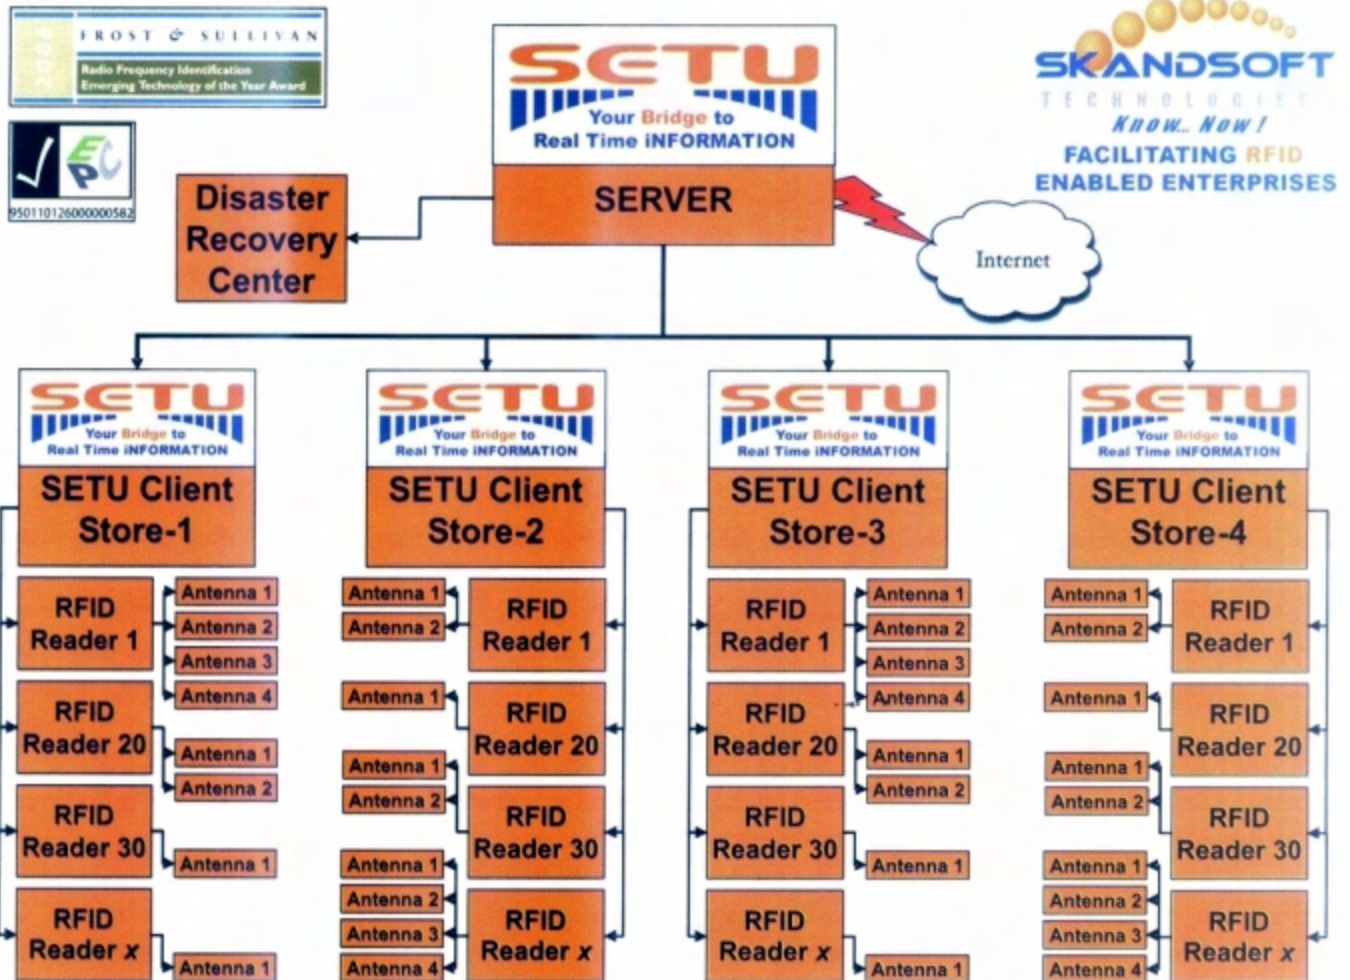 2006
FROST & SULLIVAN
Radio Frequency Identification
Emerging Technology of the Year Award
EPC
950110126000000582
SETU
Your Bridge to
Real Time iNFORMATION
SERVER
SKANDSOFT
TECHNOLOGIES
Know... Now !
FACILITATING RFID
ENABLED ENTERPRISES
Disaster
Recovery
Center
Internet
SETU
Your Bridge to
Real Time iNFORMATION
SETU Client
Store-1
RFID
Reader 1
Antenna 1
Antenna 2
Antenna 3
Antenna 4
RFID
Reader 20
Antenna 1
Antenna 2
RFID
Reader 30
Antenna 1
RFID
Reader x
Antenna 1
SETU
Your Bridge to
Real Time iNFORMATION
SETU Client
Store-2
Antenna 1
Antenna 2
RFID
Reader 1
Antenna 1
RFID
Reader 20
Antenna 1
Antenna 2
RFID
Reader 30
Antenna 1
Antenna 2
Antenna 3
Antenna 4
RFID
Reader x
SETU
Your Bridge to
Real Time iNFORMATION
SETU Client
Store-3
RFID
Reader 1
Antenna 1
Antenna 2
Antenna 3
Antenna 4
RFID
Reader 20
Antenna 1
Antenna 2
RFID
Reader 30
Antenna 1
RFID
Reader x
Antenna 1
SETU
Your Bridge to
Real Time iNFORMATION
SETU Client
Store-4
Antenna 1
Antenna 2
RFID
Reader 1
Antenna 1
RFID
Reader 20
Antenna 1
Antenna 2
RFID
Reader 30
Antenna 1
Antenna 2
Antenna 3
Antenna 4
RFID
Reader x